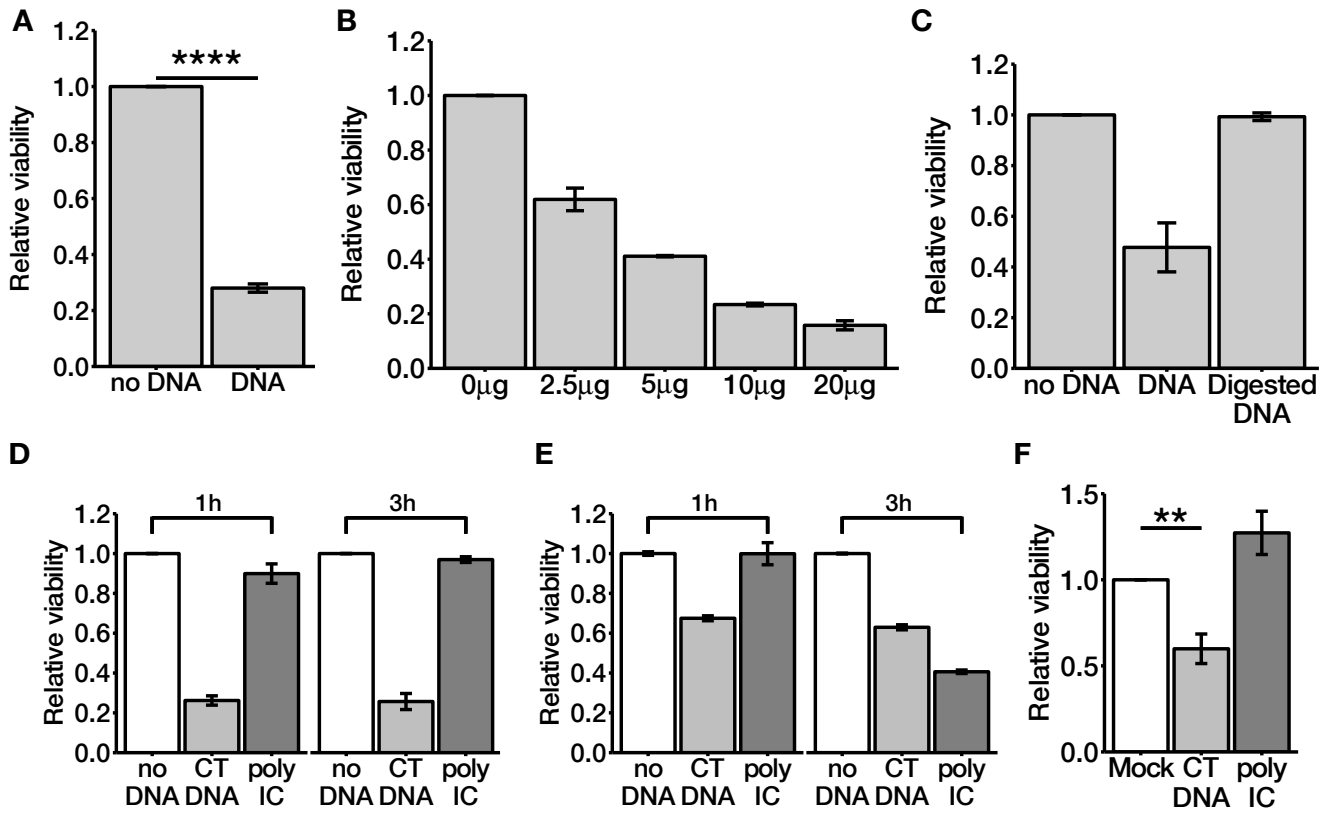 A
Relative viability
1.2
1.0
0.8
0.6
0.4
0.2
0.0
****
no DNA DNA
B
Relative viability
1.2
1.0
0.8
0.6
0.4
0.2
0.0
0μg 2.5μg 5μg 10μg 20μg
C
Relative viability
1.2
1.0
0.8
0.6
0.4
0.2
0.0
no DNA DNA Digested
DNA
D
Relative viability
1.2
1.0
0.8
0.6
0.4
0.2
0.0
1h 3h
no CT poly no CT poly
DNA DNA IC DNA DNA IC
E
Relative viability
1.2
1.0
0.8
0.6
0.4
0.2
0.0
1h 3h
no CT poly no CT poly
DNA DNA IC DNA DNA IC
F
Relative viability
1.5
1.0
0.5
0.0
**
Mock CT poly
DNA IC